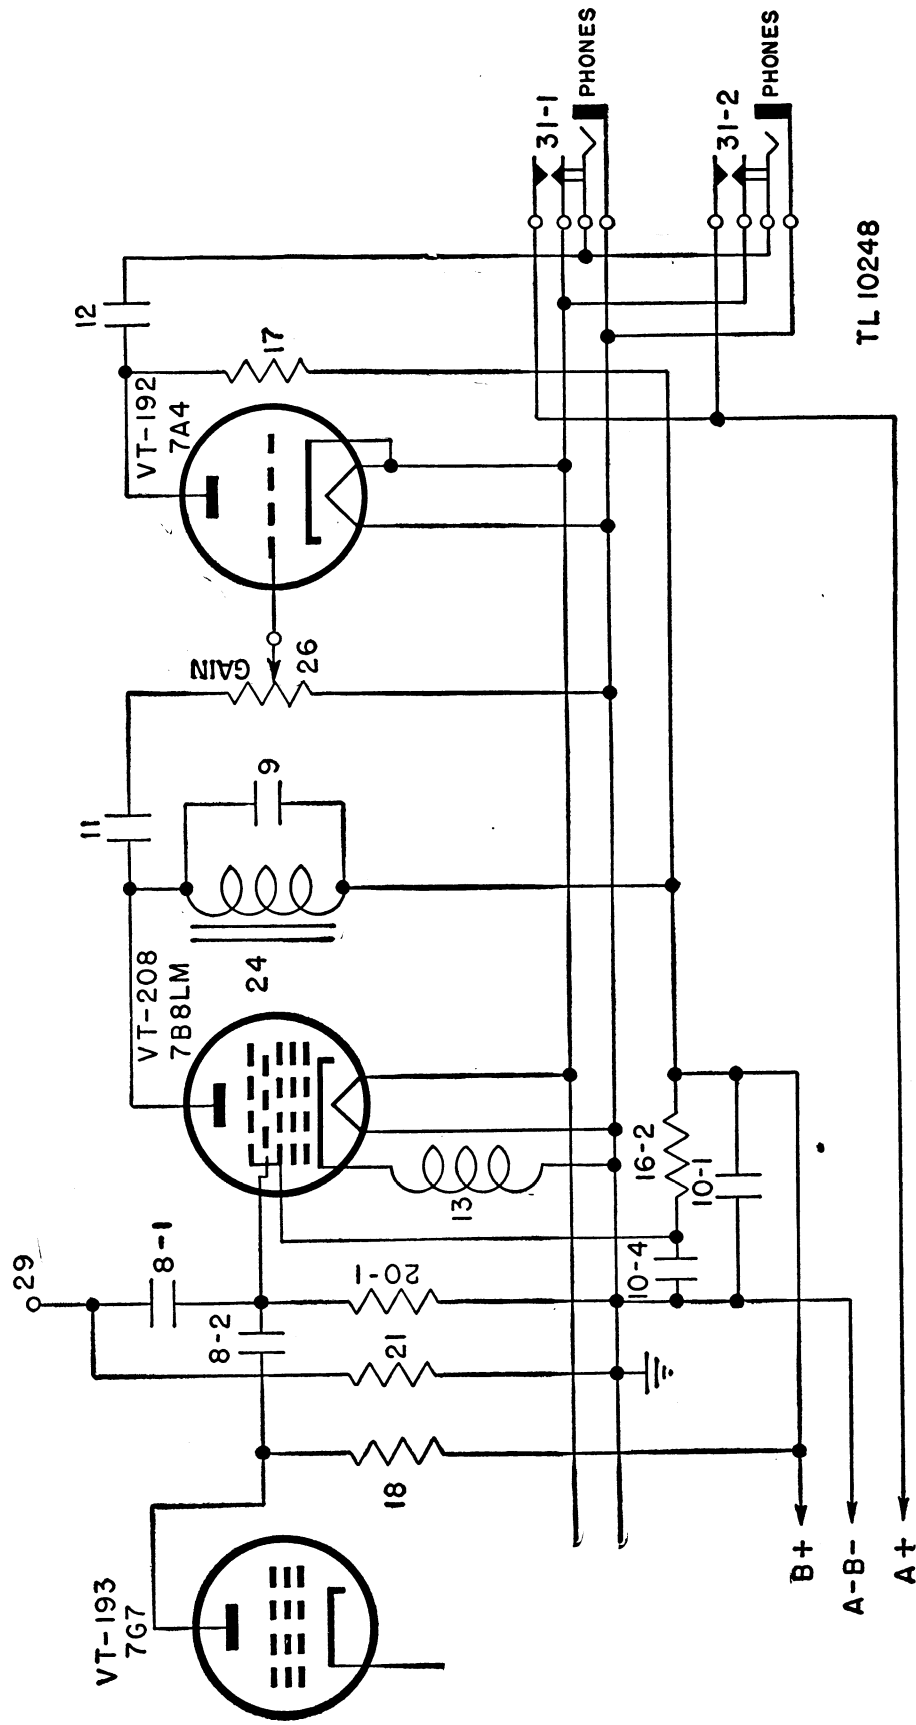 29
8-1
8-2
VT-193
7G7
18
21
20-1
VT-208
7B8LM
24
13
10-4
16-2
10-1
11
9
GAIN
26
VT-192
7A4
12
17
31-1
PHONES
31-2
PHONES
B+
A-B-
A+
TL 10248